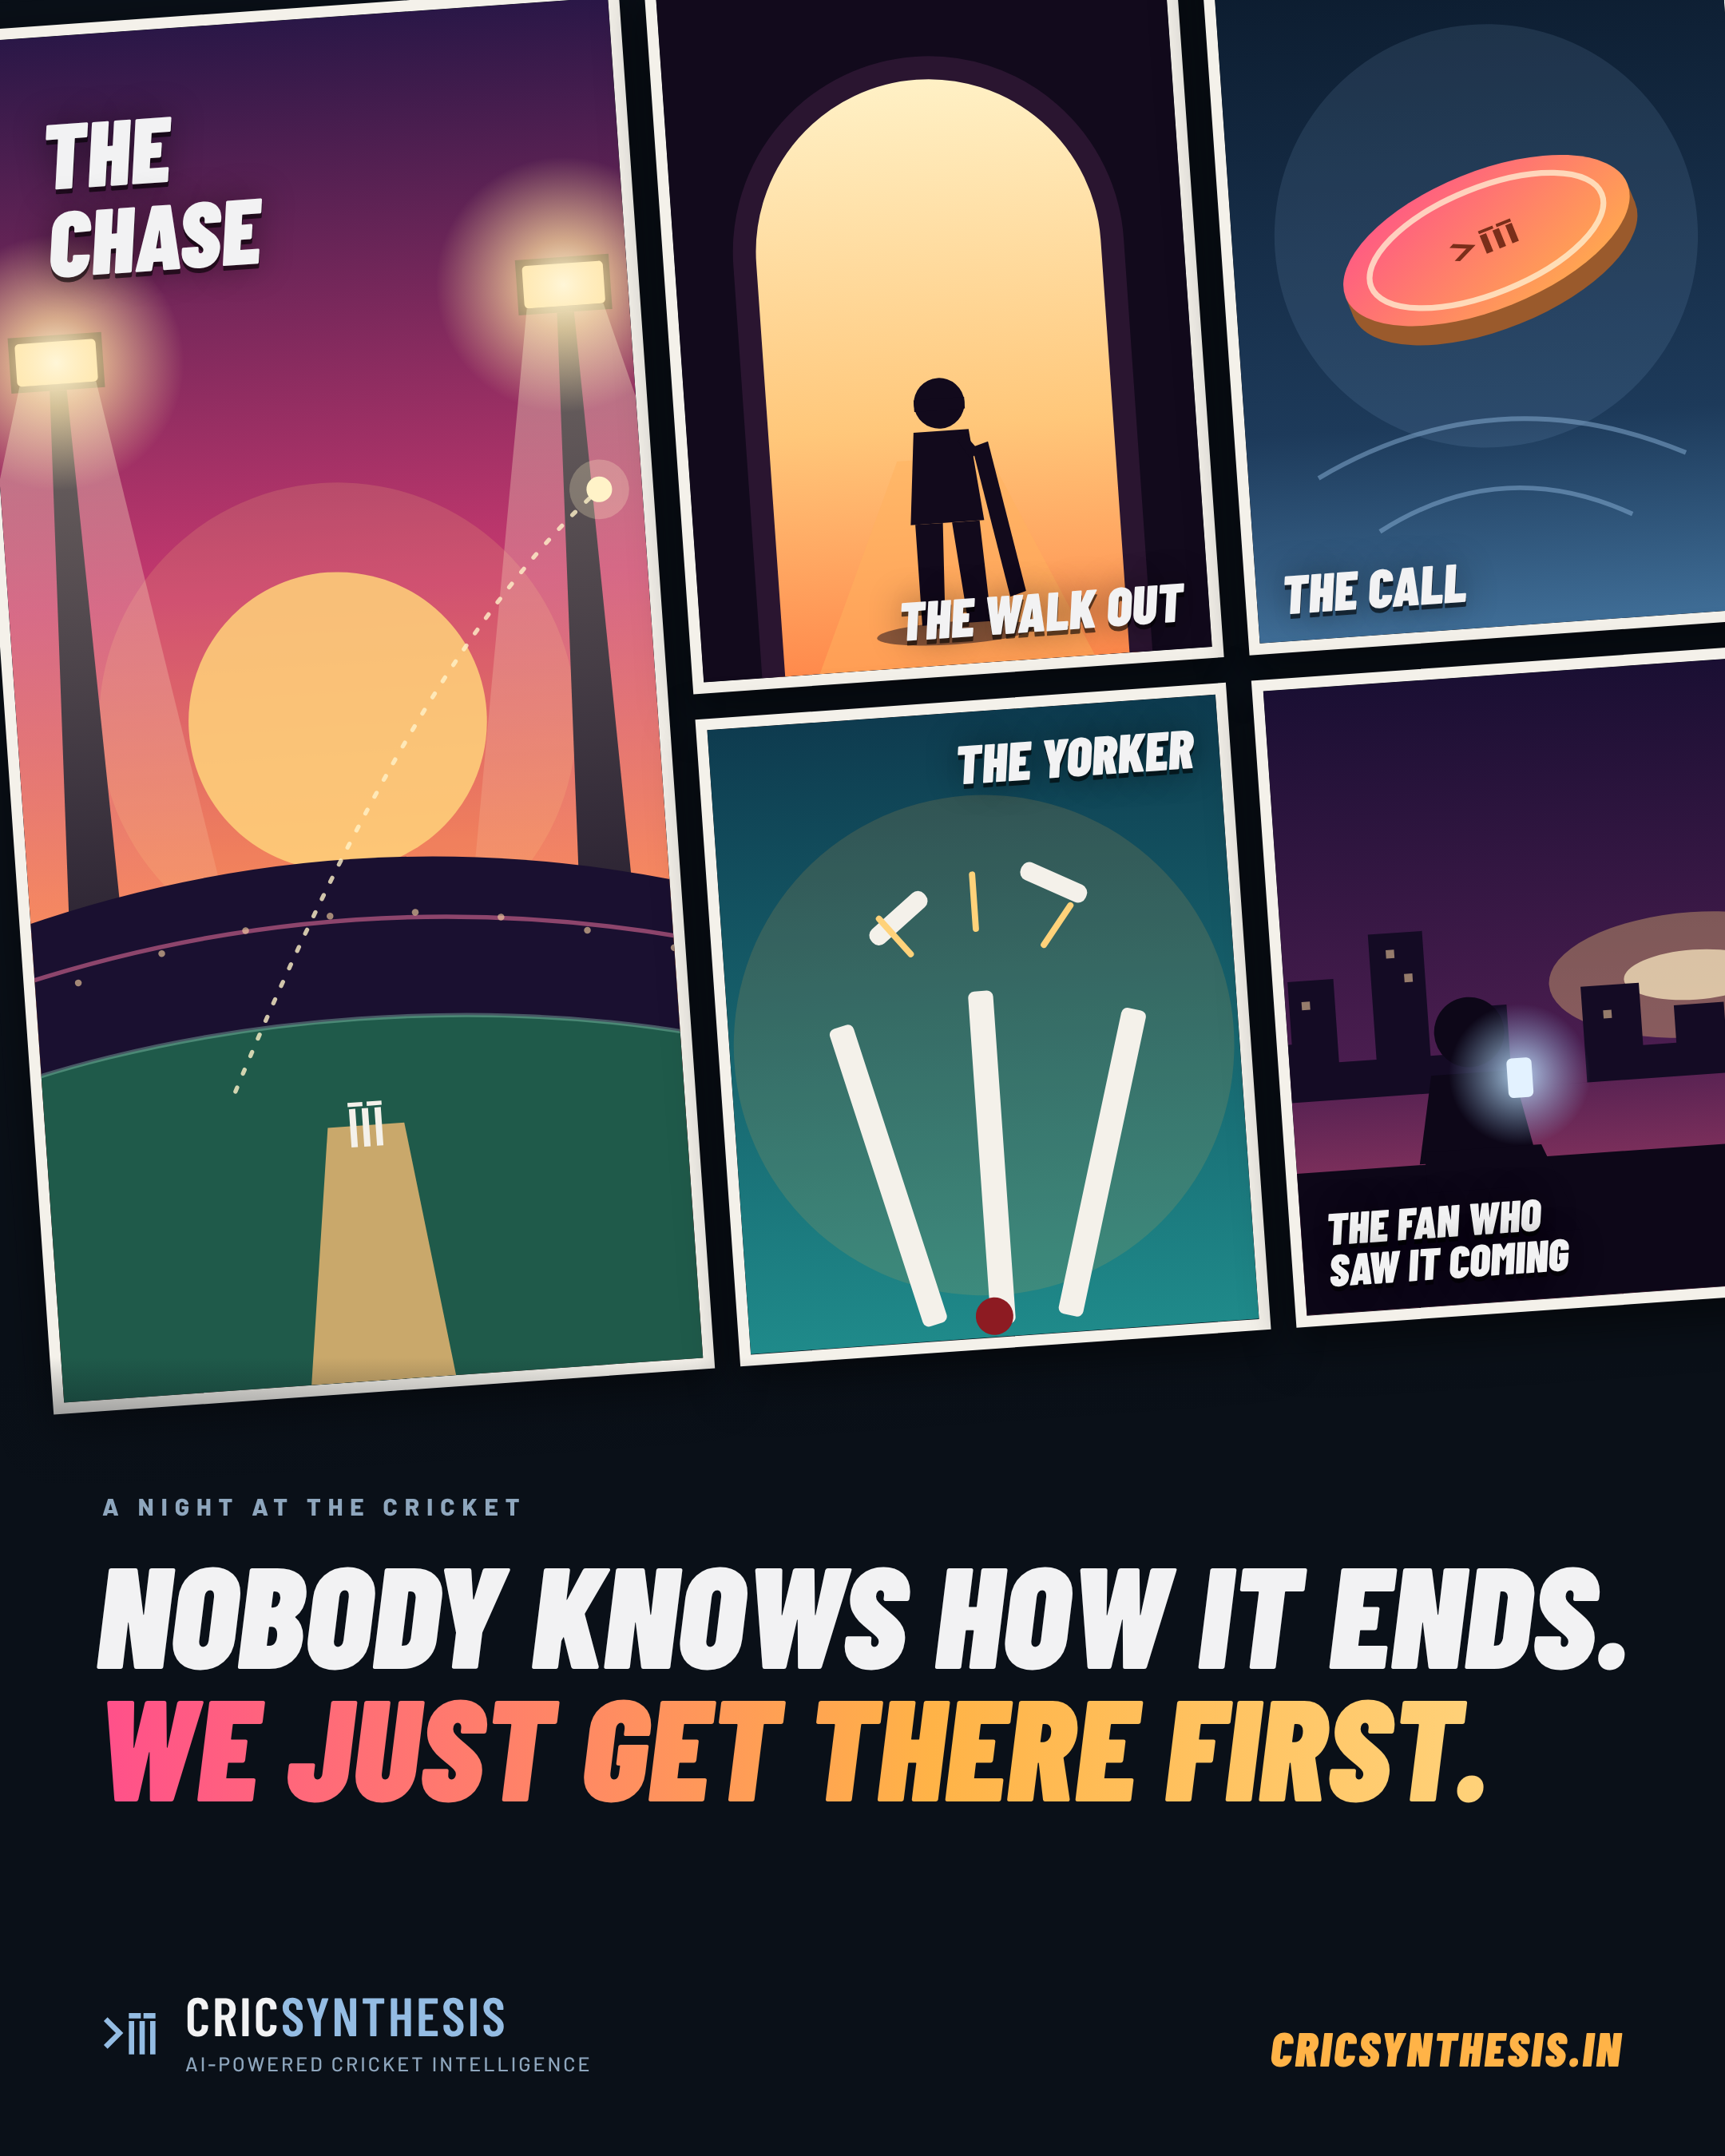 THE
CHASE
THE WALK OUT
THE CALL
THE YORKER
THE FAN WHO
SAW IT COMING
A NIGHT AT THE CRICKET
NOBODY KNOWS HOW IT ENDS.
WE JUST GET THERE FIRST.
CRICSYNTHESIS
AI-POWERED CRICKET INTELLIGENCE
CRICSYNTHESIS.IN